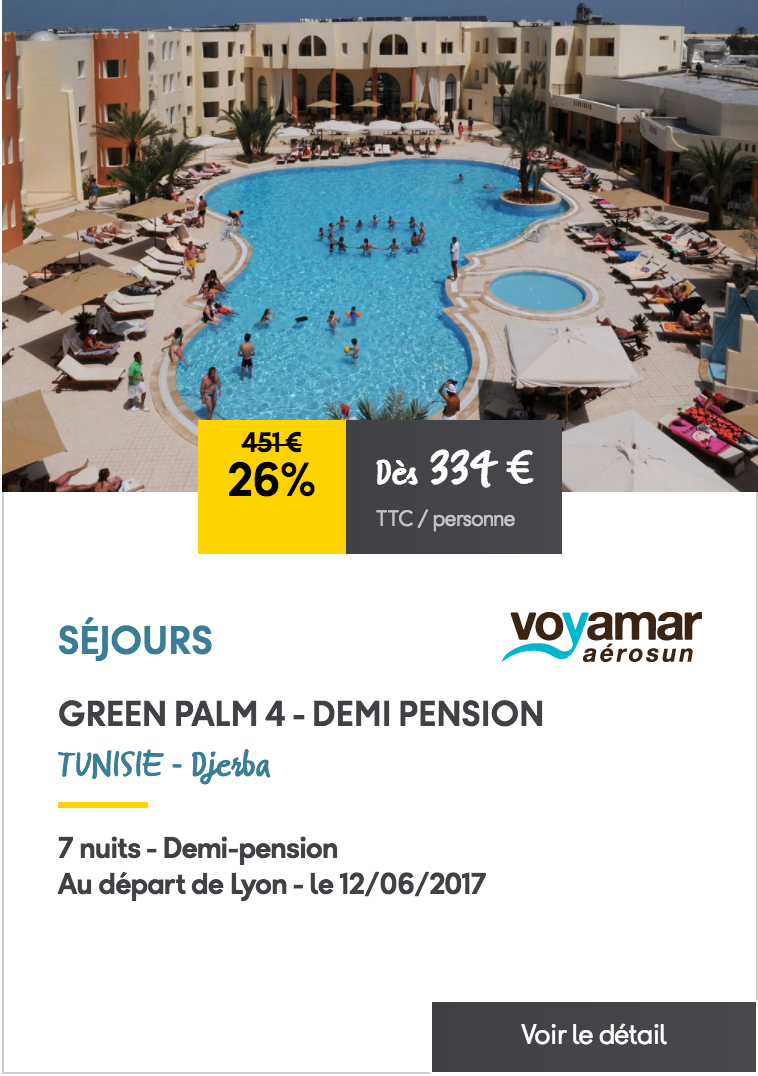 451 €
26%
Dès 334 €
TTC / personne
SÉJOURS
voyamar
aérosun
GREEN PALM 4 - DEMI PENSION
TUNISIE - Djerba
7 nuits - Demi-pension
Au départ de Lyon - le 12/06/2017
Voir le détail